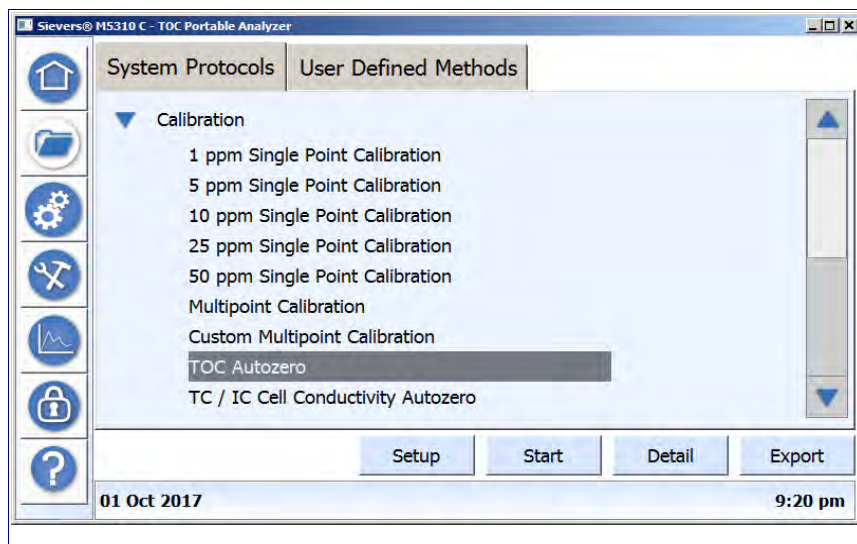 Sievers® M5310 C - TOC Portable Analyzer
System Protocols User Defined Methods
Calibration
1 ppm Single Point Calibration
5 ppm Single Point Calibration
10 ppm Single Point Calibration
25 ppm Single Point Calibration
50 ppm Single Point Calibration
Multipoint Calibration
Custom Multipoint Calibration
TOC Autozero
TC / IC Cell Conductivity Autozero
Setup Start Detail Export
01 Oct 2017 9:20 pm